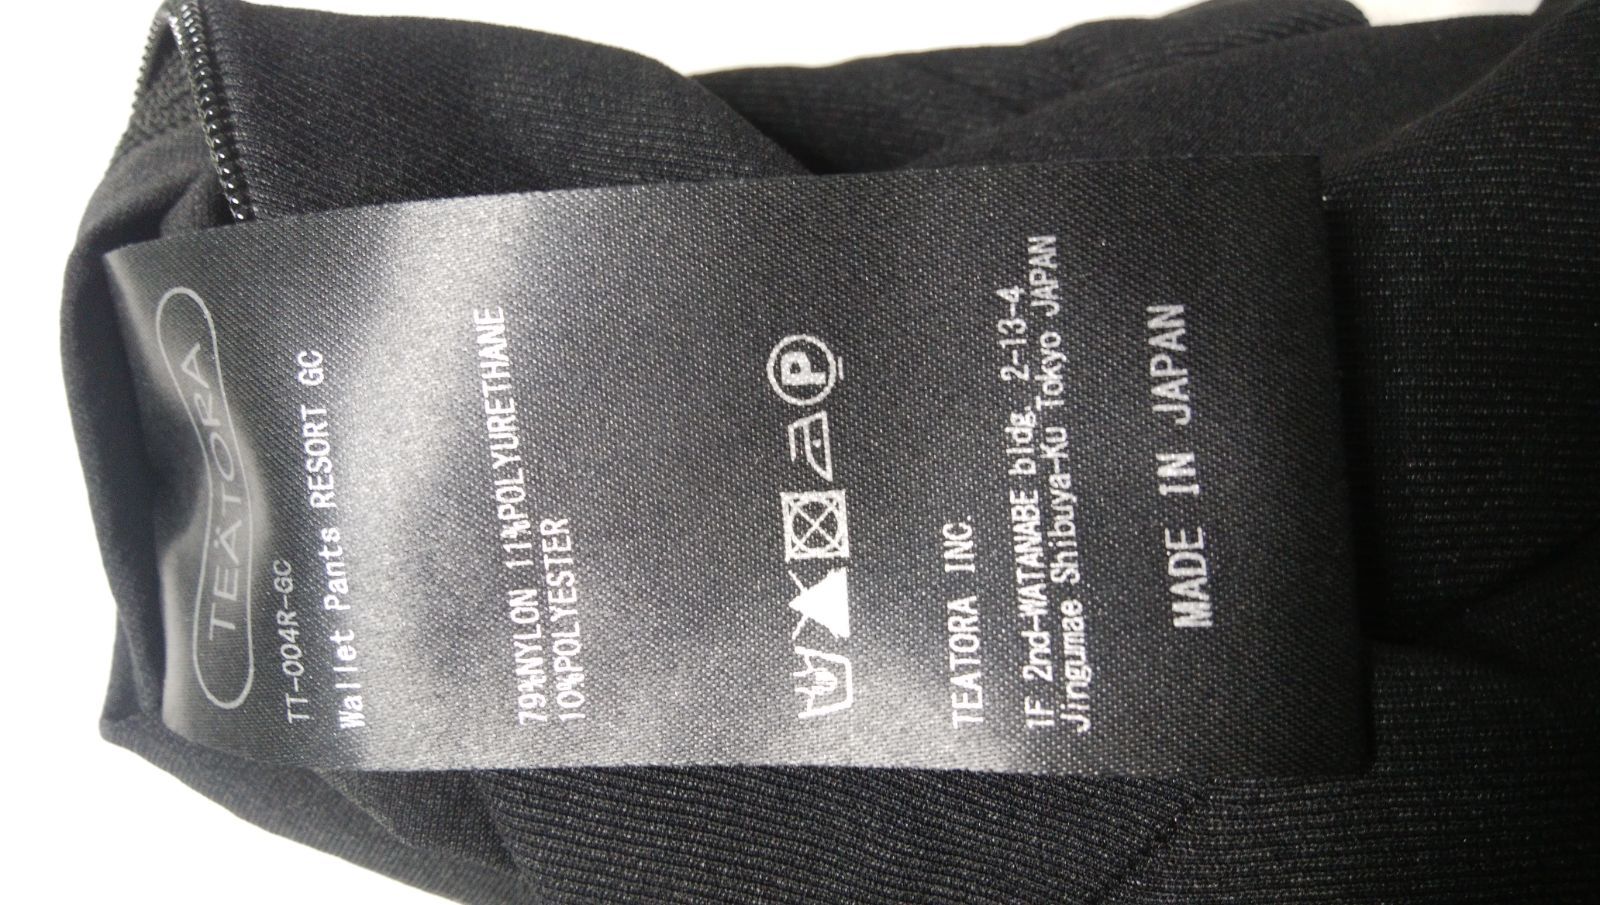 TEÄTORA
TT-004R-GC
Wallet Pants RESORT GC
79%NYLON 11%POLYURETHANE
10%POLYESTER
P
TEATORA INC.
1F 2nd-WATANABE bldg. 2-13-4
Jingumae Shibuya-Ku Tokyo JAPAN
MADE IN JAPAN